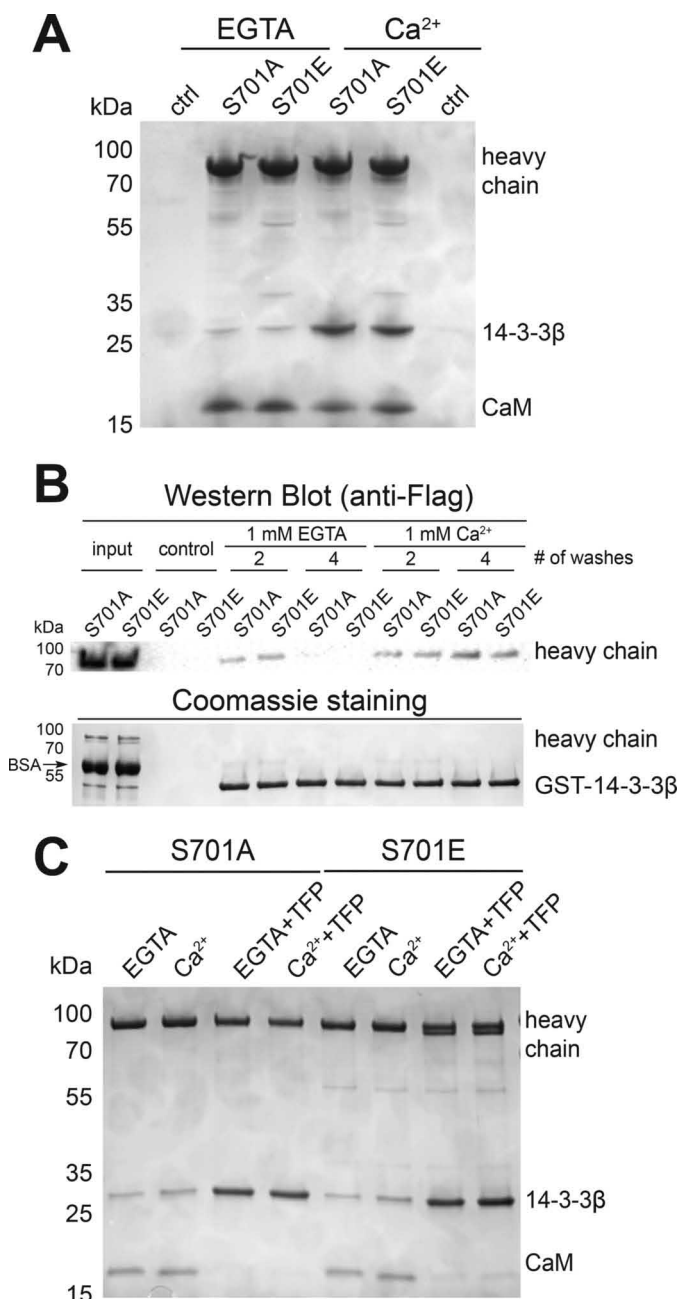 A
EGTA Ca²⁺
kDa ctrl S701A S701E S701A S701E ctrl
100 heavy
70 chain
55
35
14-3-3β
25
CaM
15
B
Western Blot (anti-Flag)
input control 1 mM EGTA 1 mM Ca²⁺
2 4 2 4 # of washes
S701A S701E S701A S701E S701A S701E S701A S701E S701A S701E S701A S701E
kDa
100 heavy chain
70
Coomassie staining
100 heavy chain
70
BSA
55 GST-14-3-3β
C
S701A S701E
kDa EGTA Ca²⁺ EGTA+TFP Ca²⁺+TFP EGTA Ca²⁺ EGTA+TFP Ca²⁺+TFP
100 heavy
70 chain
55
35
14-3-3β
25
CaM
15